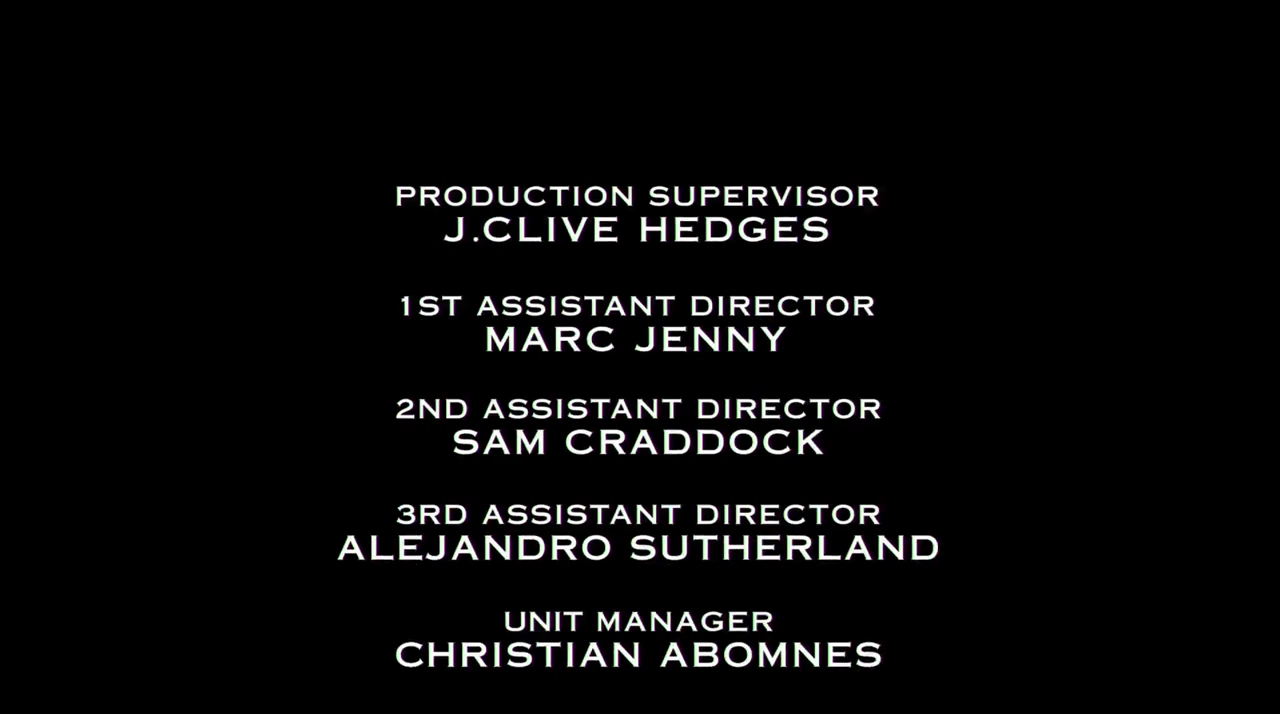 PRODUCTION SUPERVISOR
J.CLIVE HEDGES
1ST ASSISTANT DIRECTOR
MARC JENNY
2ND ASSISTANT DIRECTOR
SAM CRADDOCK
3RD ASSISTANT DIRECTOR
ALEJANDRO SUTHERLAND
UNIT MANAGER
CHRISTIAN ABOMNES